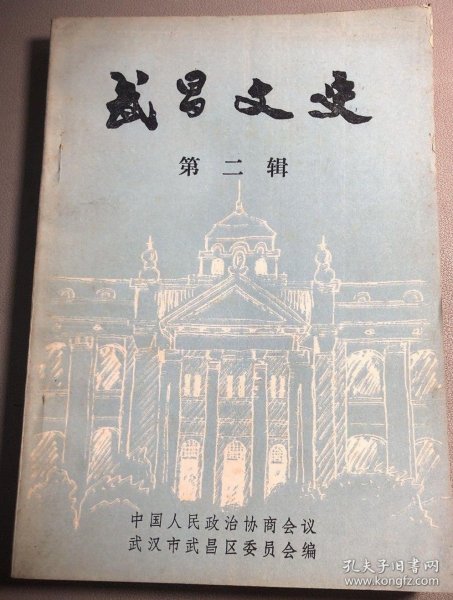 武昌文史
第二辑
中国人民政治协商会议
武汉市武昌区委员会编
孔夫子旧书网
www.kongfz.com